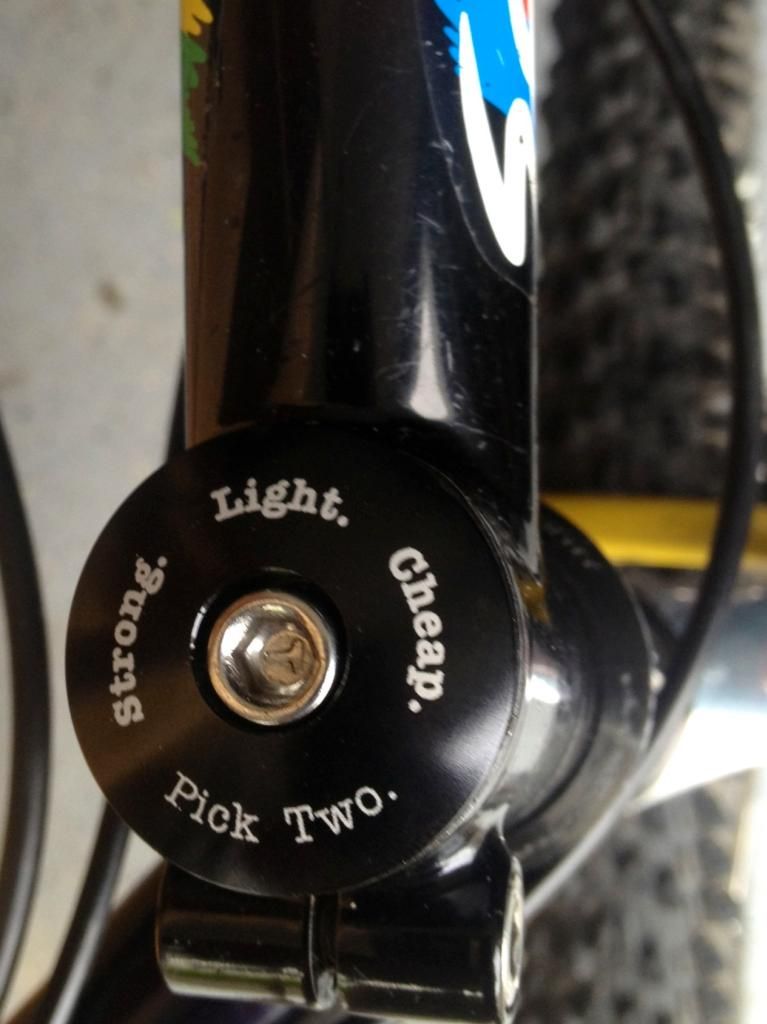 Strong.
Light.
Cheap.
Pick Two.